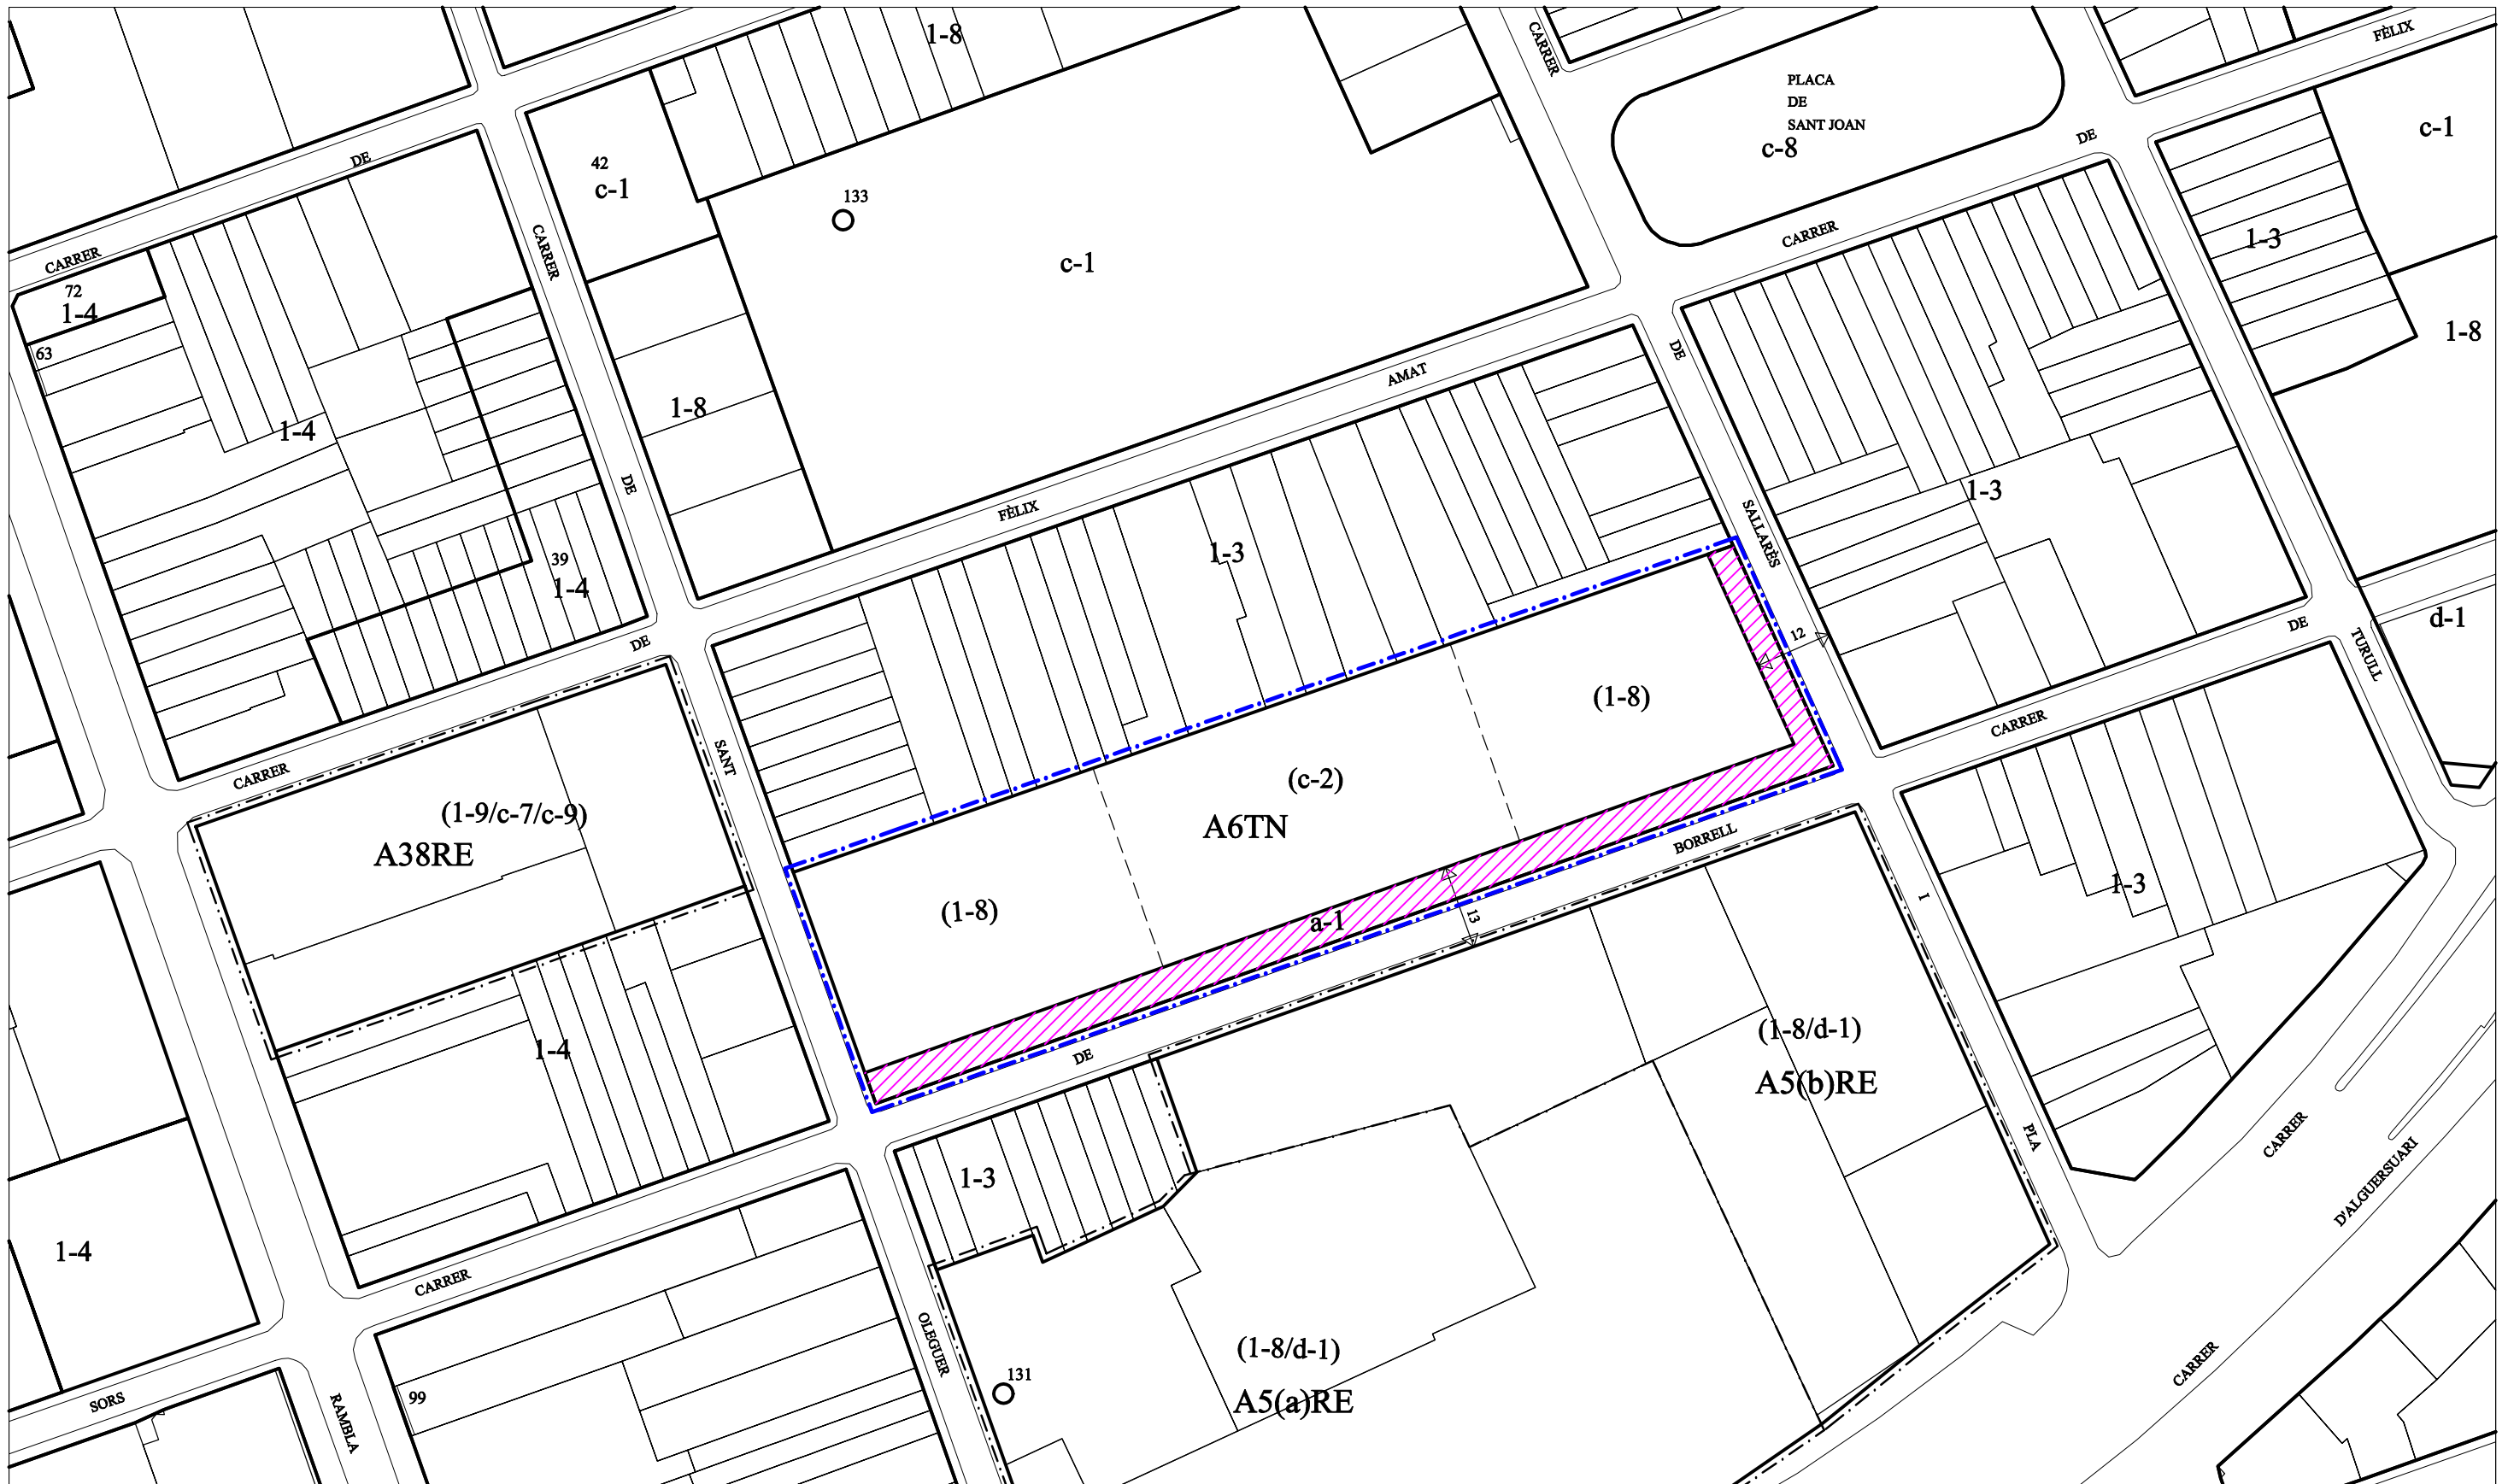 1-8
CARRER
FÈLIX
PLACA
DE
SANT JOAN
c-8
DE
c-1
DE
42
c-1
133
CARRER
CARRER
1-3
CARRER
c-1
72
1-4
63
DE
1-8
AMAT
1-8
1-4
DE
FÈLIX
1-3
SALLARÈS
1-3
39
1-4
DE
12
DE
d-1
TURULL
(1-8)
CARRER
SANT
CARRER
(c-2)
(1-9/c-7/c-9)
A6TN
BORRELL
A38RE
1-3
I
(1-8)
a-1
13
(1-8/d-1)
1-4
DE
A5(b)RE
PLA
CARRER
1-3
D'ALGUERSUARI
1-4
CARRER
OLEGUER
(1-8/d-1)
CARRER
131
99
SORS
A5(a)RE
RAMBLA